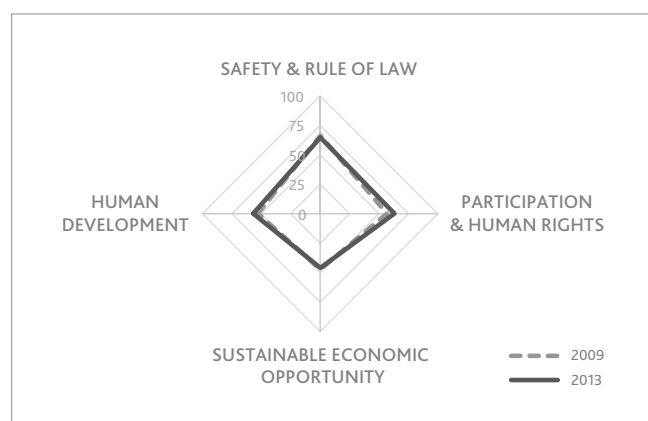 SAFETY & RULE OF LAW
100
75
50
25
0
HUMAN
DEVELOPMENT
PARTICIPATION
& HUMAN RIGHTS
SUSTAINABLE ECONOMIC
OPPORTUNITY
2009
2013